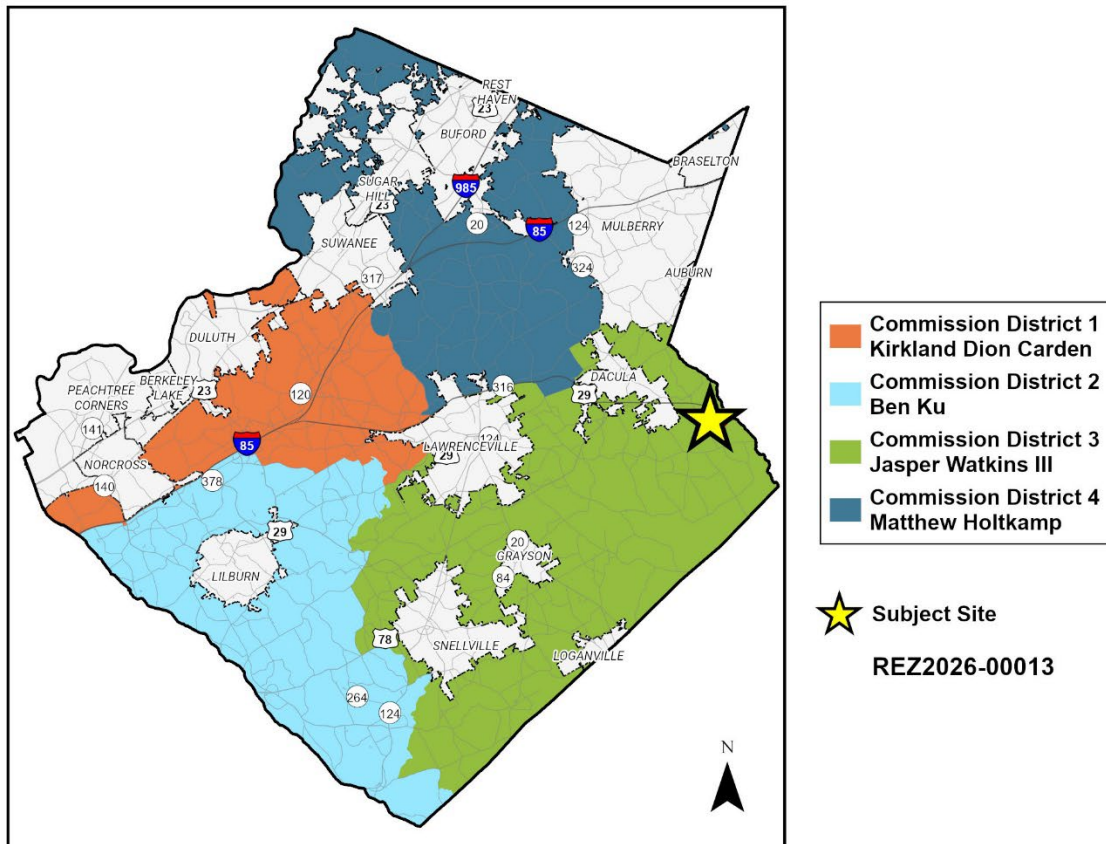 REST
HAVEN
23
BUFORD
BRASELTON
SUGAR
HILL
23
985
20
85
124
MULBERRY
SUWANEE
324
AUBURN
317
DULUTH
PEACHTREE
CORNERS
BERKELEY
LAKE
23
120
316
29
DACULA
141
85
LAWRENCEVILLE
124
29
NORCROSS
140
378
29
20
GRAYSON
LILBURN
84
78
SNELLVILLE
LOGANVILLE
264
124
N
Commission District 1
Kirkland Dion Carden
Commission District 2
Ben Ku
Commission District 3
Jasper Watkins III
Commission District 4
Matthew Holtkamp
Subject Site
REZ2026-00013